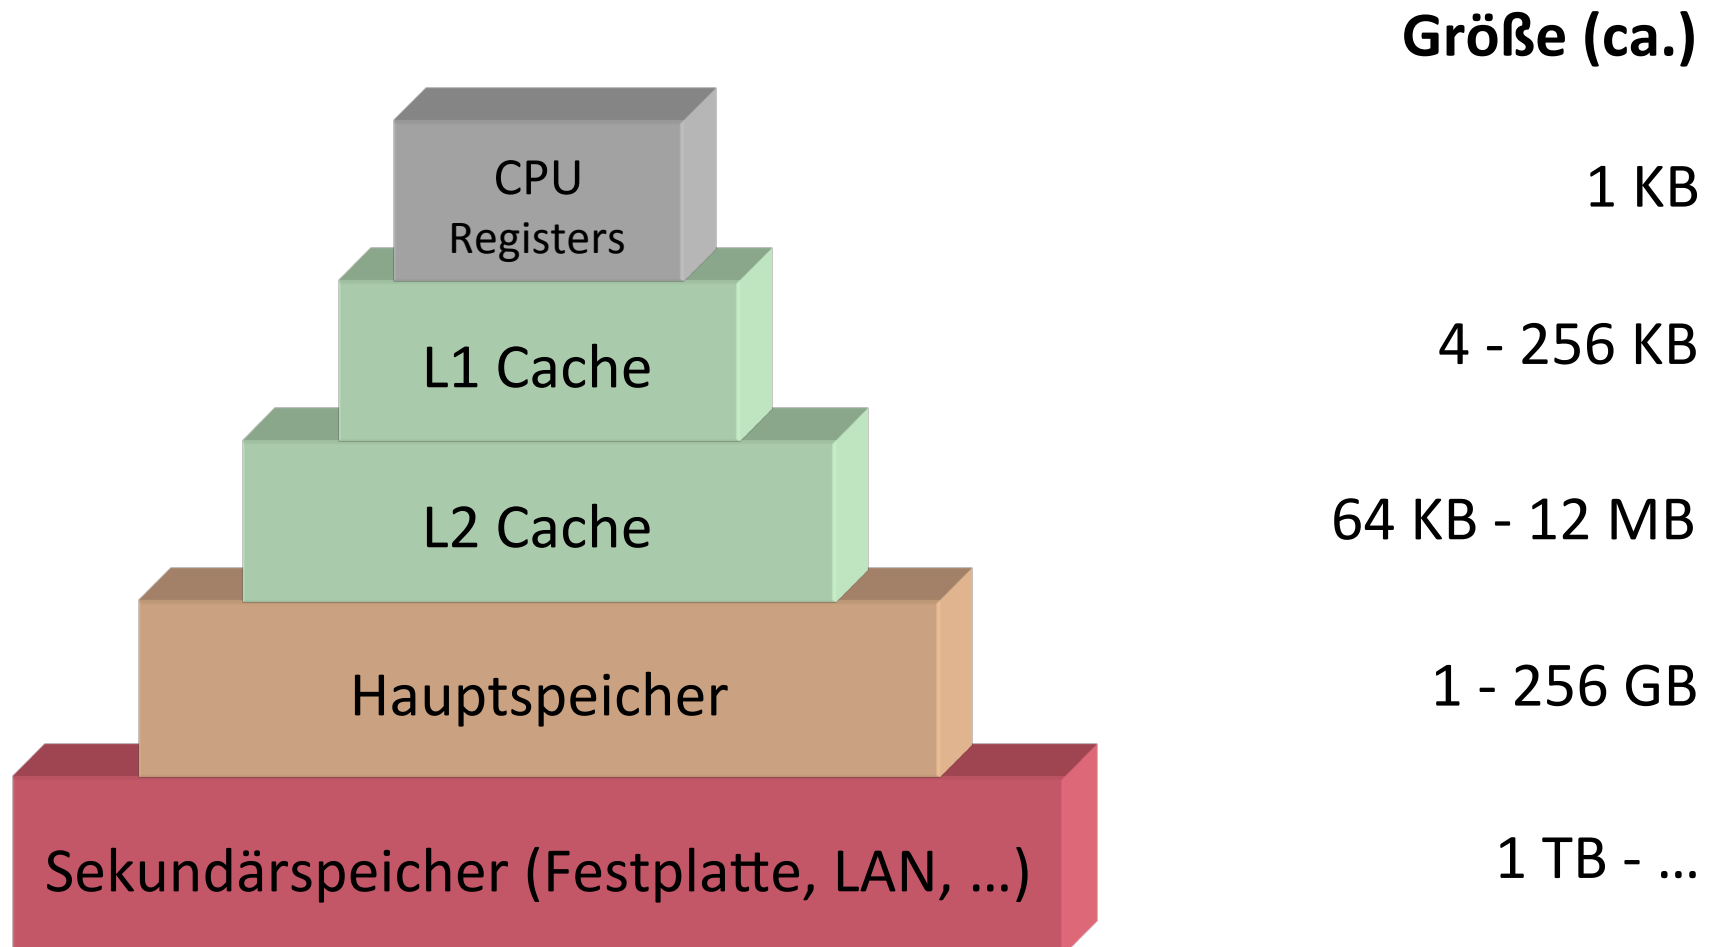 Größe (ca.)
CPU
Registers
1 KB
L1 Cache
4 - 256 KB
L2 Cache
64 KB - 12 MB
Hauptspeicher
1 - 256 GB
Sekundärspeicher (Festplatte, LAN, ...)
1 TB - ...